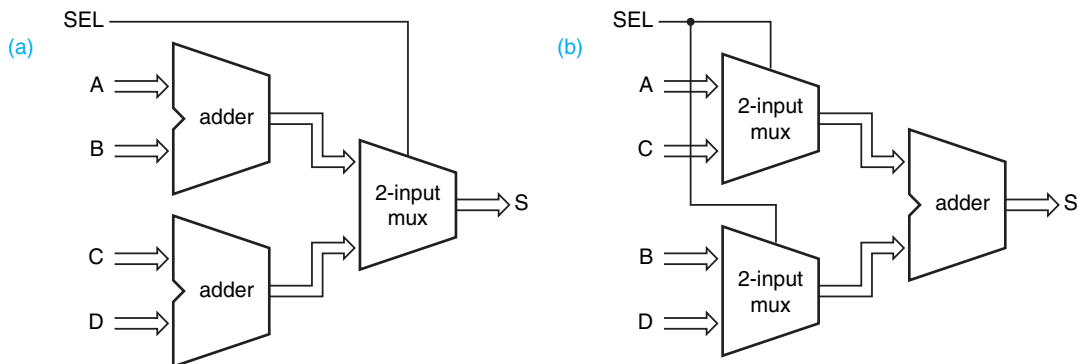 (a)
SEL
A
B
adder
C
D
adder
2-input
mux
S
(b)
SEL
A
C
2-input
mux
B
D
2-input
mux
adder
S